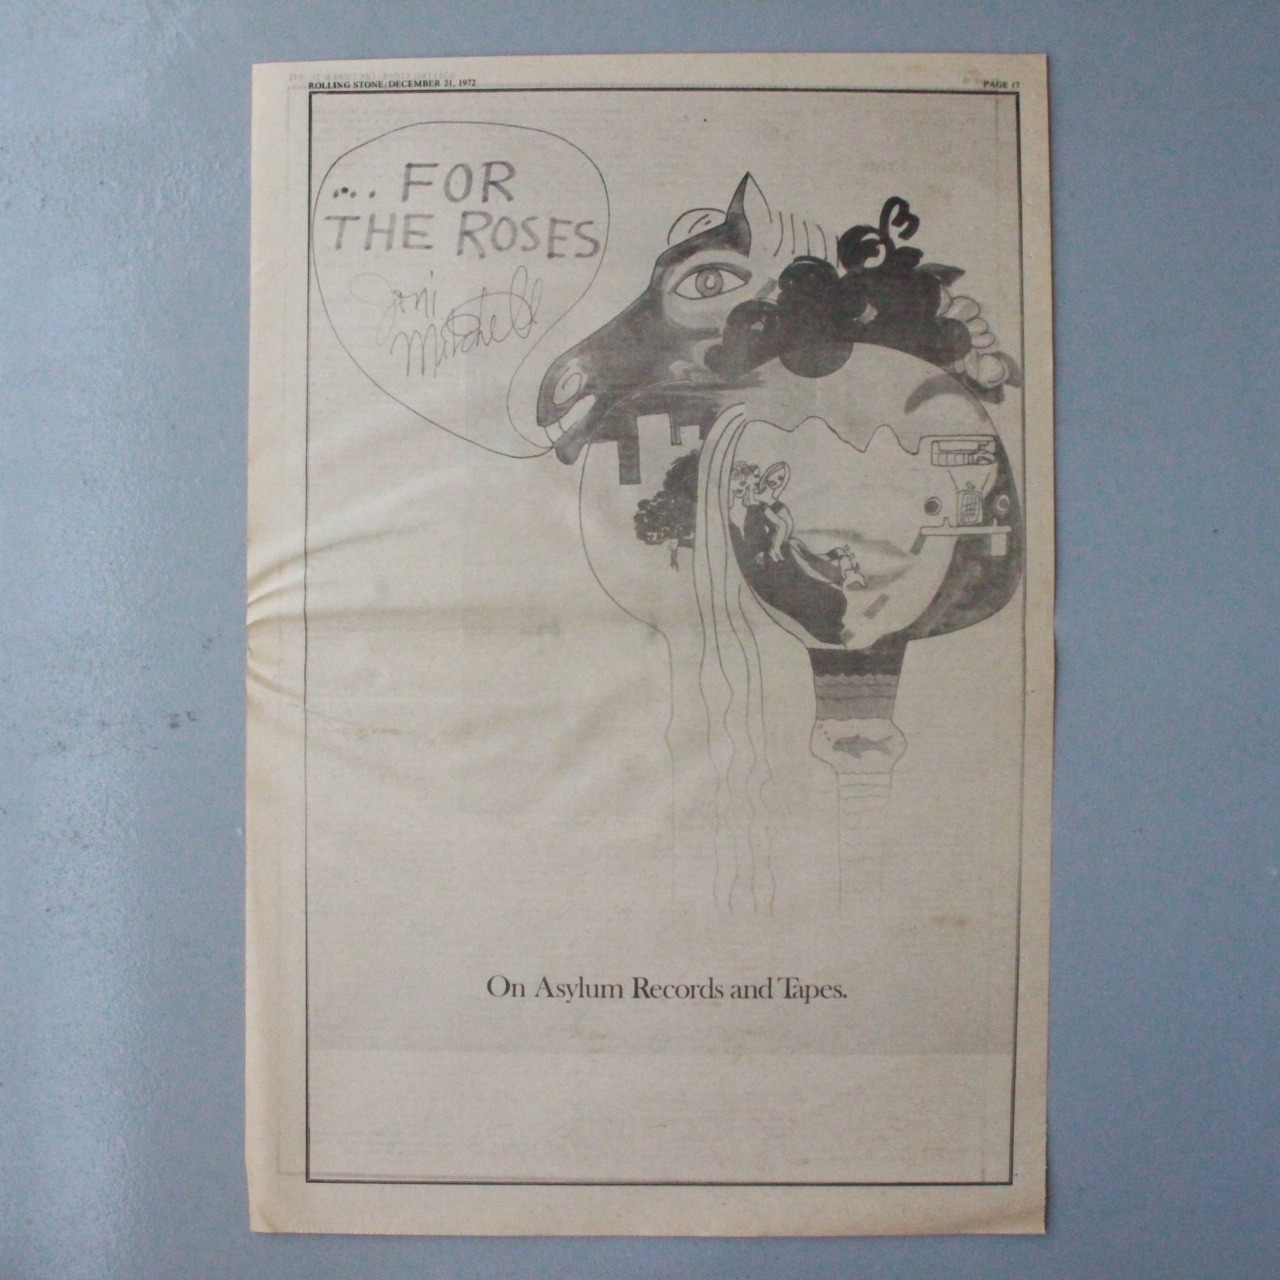 ROLLING STONE/DECEMBER 21, 1972
PAGE 17
... FOR
THE ROSES
Joni
Mitchell
On Asylum Records and Tapes.